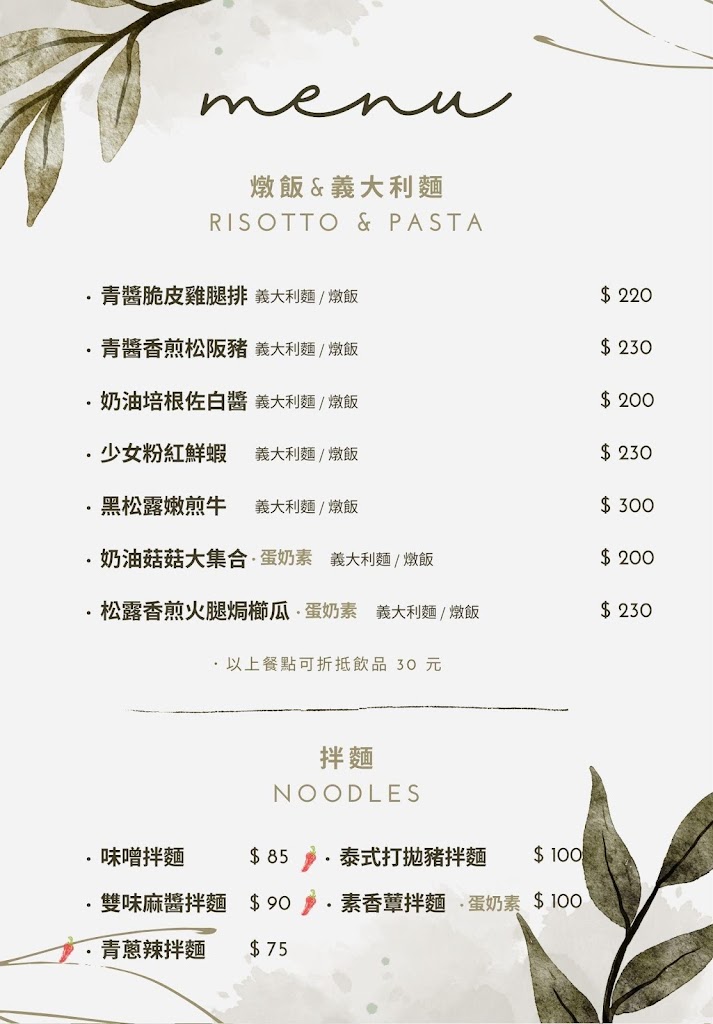 menu
燉飯&義大利麵
RISOTTO & PASTA
· 青醬脆皮雞腿排 義大利麵 / 燉飯 $ 220
· 青醬香煎松阪豬 義大利麵 / 燉飯 $ 230
· 奶油培根佐白醬 義大利麵 / 燉飯 $ 200
· 少女粉紅鮮蝦 義大利麵 / 燉飯 $ 230
· 黑松露嫩煎牛 義大利麵 / 燉飯 $ 300
· 奶油菇菇大集合 · 蛋奶素 義大利麵 / 燉飯 $ 200
· 松露香煎火腿焗櫛瓜 · 蛋奶素 義大利麵 / 燉飯 $ 230
· 以上餐點可折抵飲品 30 元
拌麵
NOODLES
· 味噌拌麵 $ 85 · 泰式打拋豬拌麵 $ 100
· 雙味麻醬拌麵 $ 90 · 素香蕈拌麵 · 蛋奶素 $ 100
· 青蔥辣拌麵 $ 75